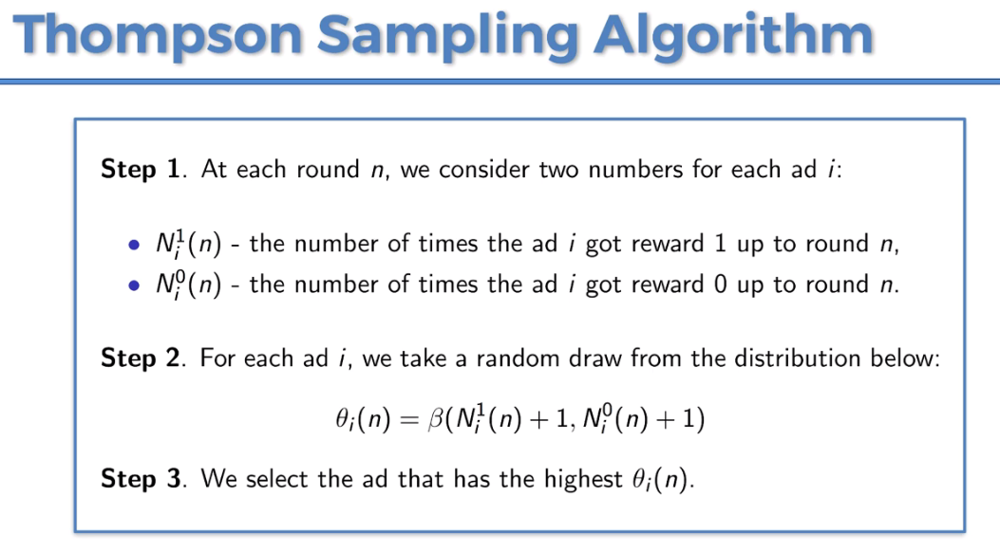 Thompson Sampling Algorithm
Step 1. At each round n, we consider two numbers for each ad i:
• N_i^1(n) - the number of times the ad i got reward 1 up to round n,
• N_i^0(n) - the number of times the ad i got reward 0 up to round n.
Step 2. For each ad i, we take a random draw from the distribution below:
θ_i(n) = β(N_i^1(n) + 1, N_i^0(n) + 1)
Step 3. We select the ad that has the highest θ_i(n).